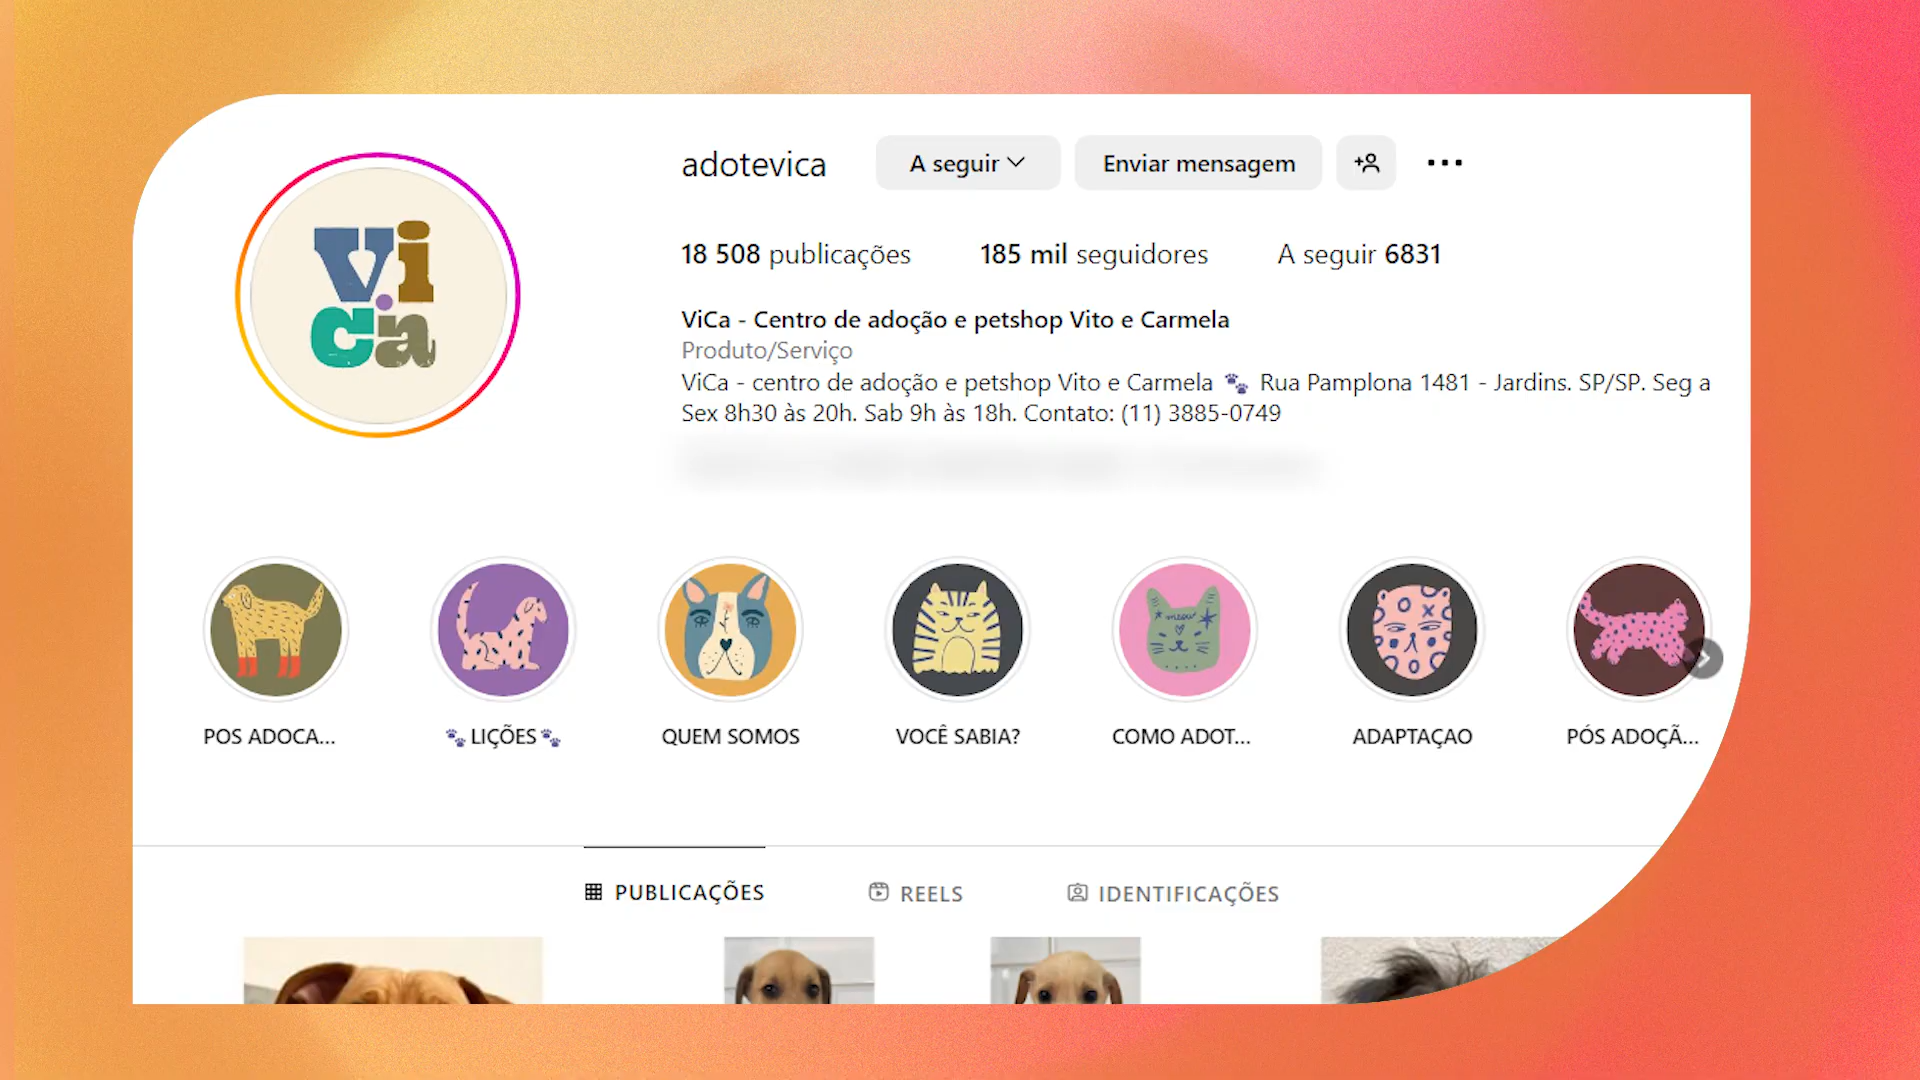 vica
adotevica
A seguir
Enviar mensagem
18 508 publicações
185 mil seguidores
A seguir 6831
ViCa - Centro de adoção e petshop Vito e Carmela
Produto/Serviço
ViCa - centro de adoção e petshop Vito e Carmela 🐾 Rua Pamplona 1481 - Jardins. SP/SP. Seg a
Sex 8h30 às 20h. Sab 9h às 18h. Contato: (11) 3885-0749
meow
POS ADOCA...
🐾 LIÇÕES 🐾
QUEM SOMOS
VOCÊ SABIA?
COMO ADOT...
ADAPTAÇAO
PÓS ADOÇÃ...
PUBLICAÇÕES
REELS
IDENTIFICAÇÕES